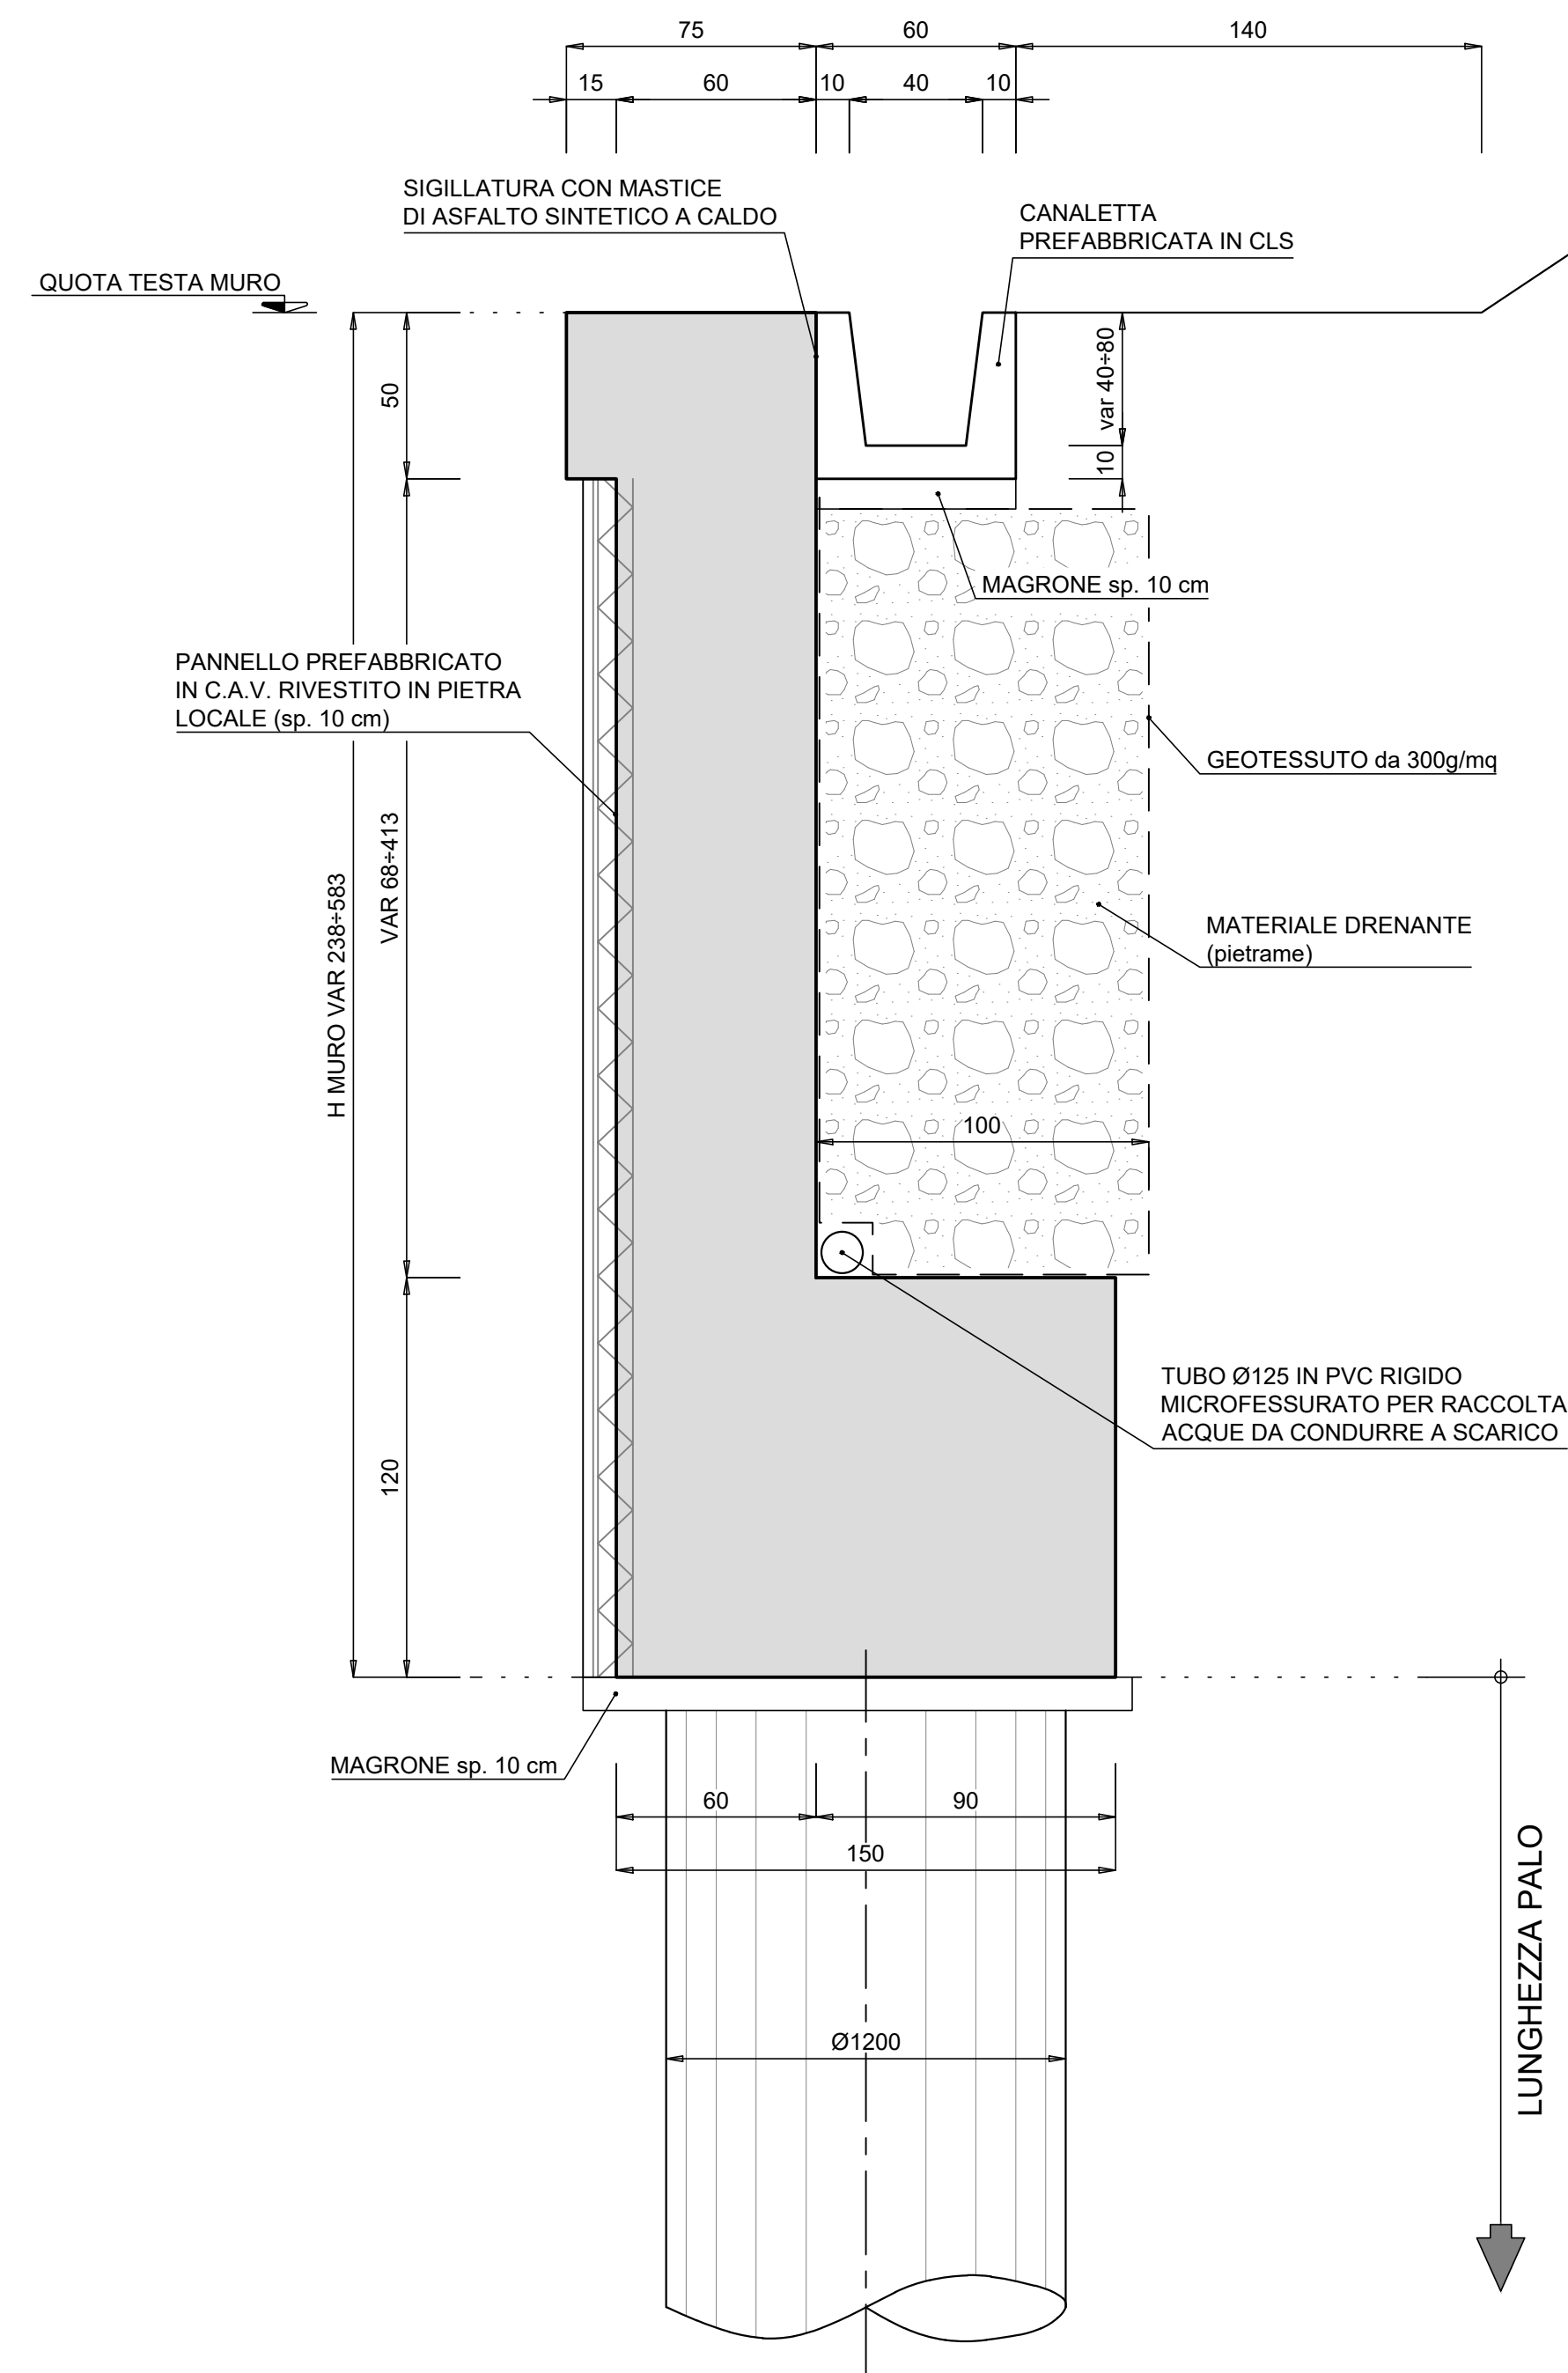 75
60
140
15
60
10
40
10
SIGILLATURA CON MASTICE
DI ASFALTO SINTETICO A CALDO
CANALETTA
PREFABBRICATA IN CLS
QUOTA TESTA MURO
50
var 40÷80
10
MAGRONE sp. 10 cm
PANNELLO PREFABBRICATO
IN C.A.V. RIVESTITO IN PIETRA
LOCALE (sp. 10 cm)
GEOTESSUTO da 300g/mq
H MURO VAR 238÷583
VAR 68÷413
MATERIALE DRENANTE
(pietrame)
100
TUBO Ø125 IN PVC RIGIDO
MICROFESSURATO PER RACCOLTA
ACQUE DA CONDURRE A SCARICO
120
MAGRONE sp. 10 cm
60
90
150
LUNGHEZZA PALO
Ø1200